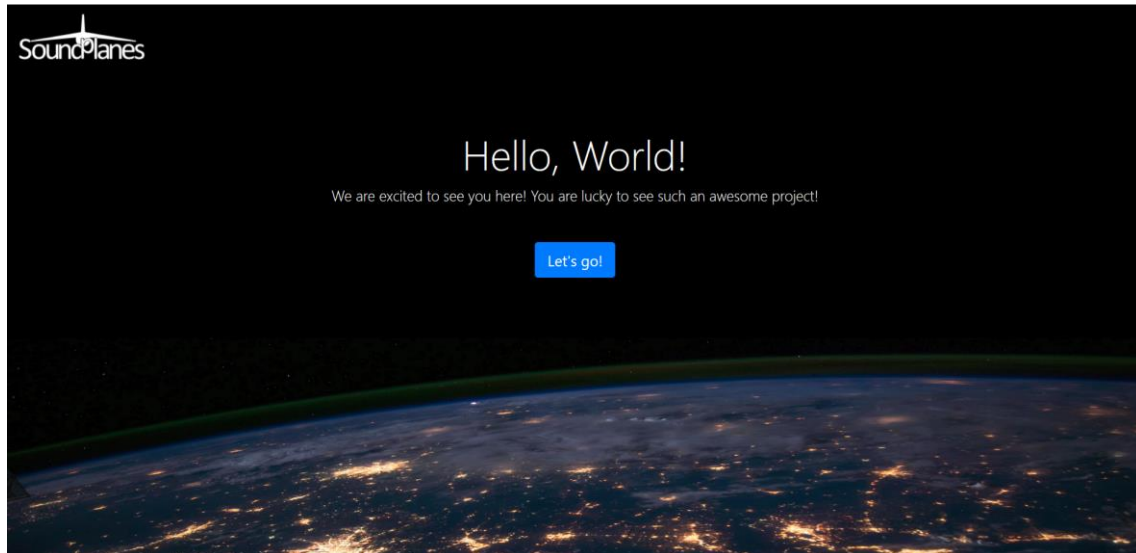 SoundPlanes
Hello, World!
We are excited to see you here! You are lucky to see such an awesome project!
Let's go!